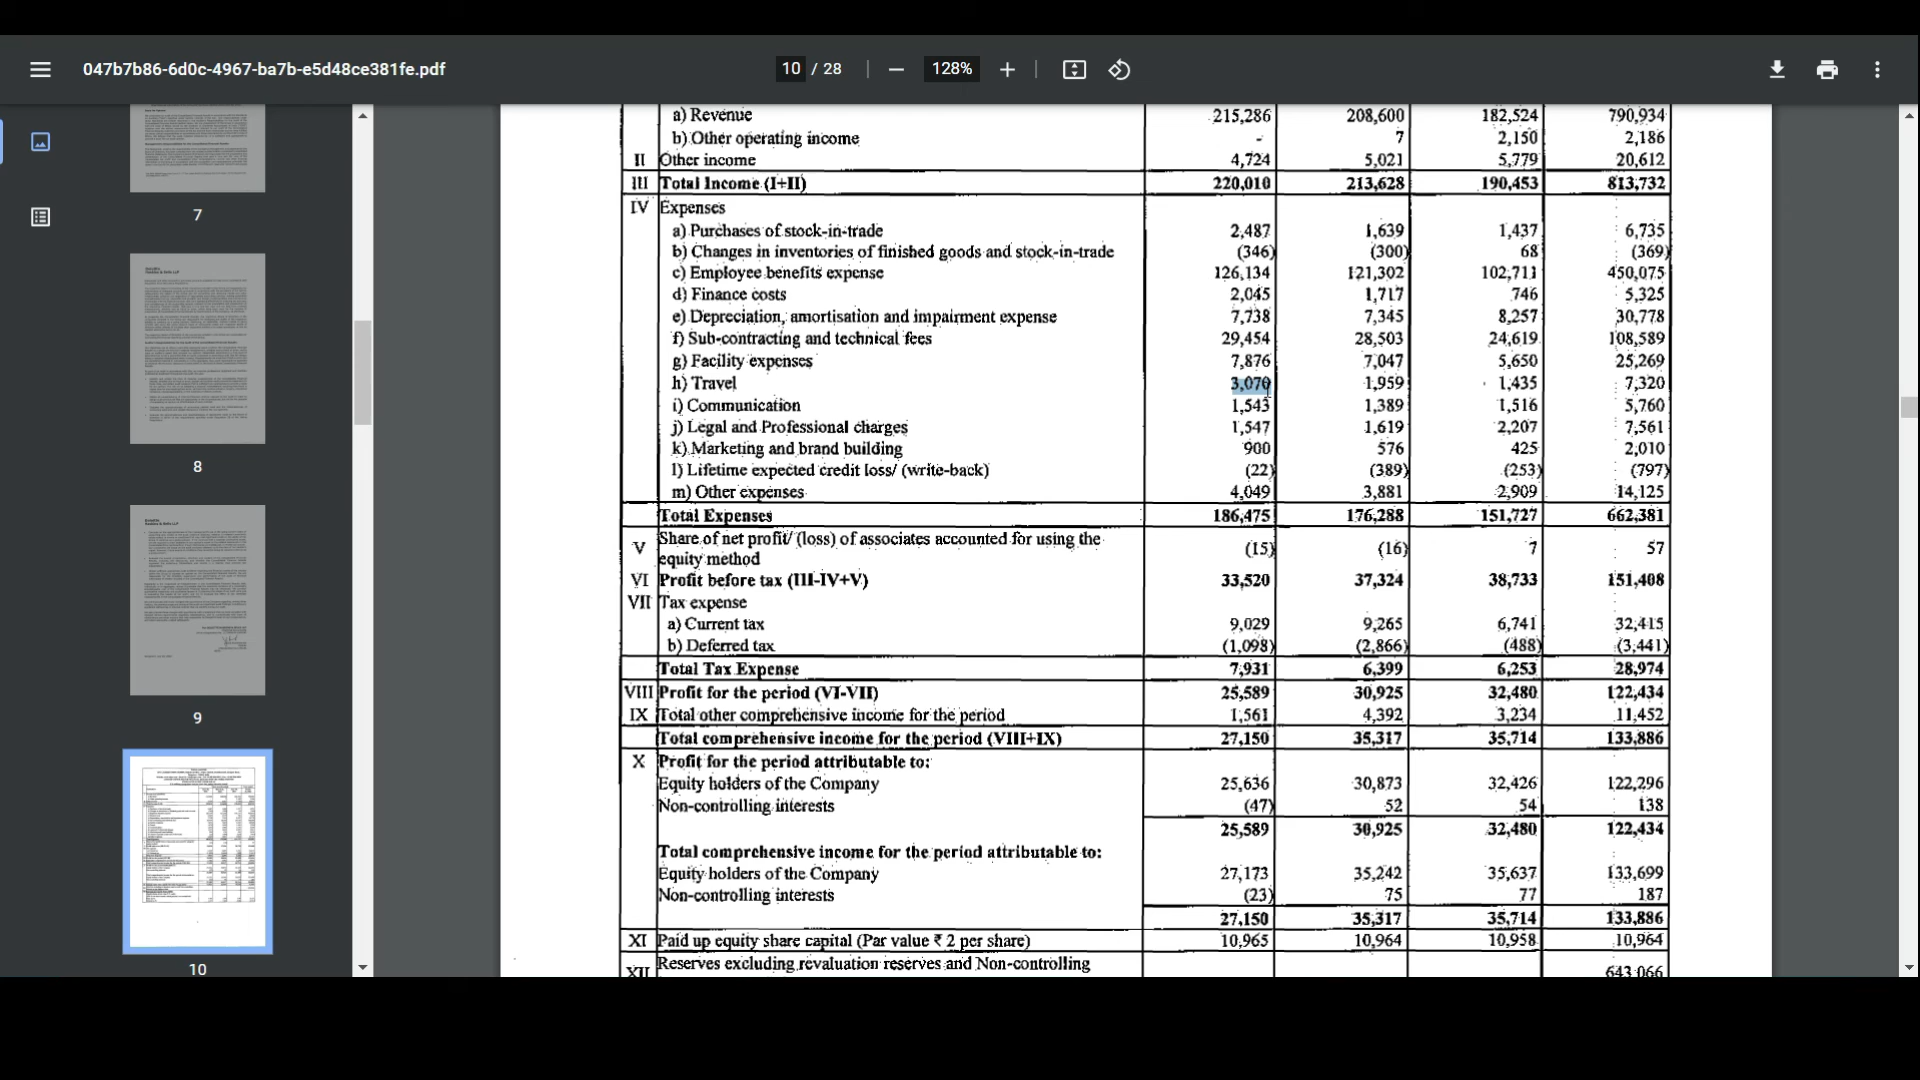 047b7b86-6d0c-4967-ba7b-e5d48ce381fe.pdf 10 / 28 128%
7
8
9
10
a) Revenue 215,286 208,600 182,524 790,934
b) Other operating income - 7 2,150 2,186
II Other income 4,724 5,021 5,779 20,612
III Total Income (I+II) 220,010 213,628 190,453 813,732
IV Expenses
a) Purchases of stock-in-trade 2,487 1,639 1,437 6,735
b) Changes in inventories of finished goods and stock-in-trade (346) (300) 68 (369)
c) Employee benefits expense 126,134 121,302 102,711 450,075
d) Finance costs 2,045 1,717 746 5,325
e) Depreciation, amortisation and impairment expense 7,738 7,345 8,257 30,778
f) Sub-contracting and technical fees 29,454 28,503 24,619 108,589
g) Facility expenses 7,876 7,047 5,650 25,269
h) Travel 3,070 1,959 1,435 7,320
i) Communication 1,543 1,389 1,516 5,760
j) Legal and Professional charges 1,547 1,619 2,207 7,561
k) Marketing and brand building 900 576 425 2,010
l) Lifetime expected credit loss/ (write-back) (22) (389) (253) (797)
m) Other expenses 4,049 3,881 2,909 14,125
Total Expenses 186,475 176,288 151,727 662,381
V Share of net profit/ (loss) of associates accounted for using the
equity method (15) (16) 7 57
VI Profit before tax (III-IV+V) 33,520 37,324 38,733 151,408
VII Tax expense
a) Current tax 9,029 9,265 6,741 32,415
b) Deferred tax (1,098) (2,866) (488) (3,441)
Total Tax Expense 7,931 6,399 6,253 28,974
VIII Profit for the period (VI-VII) 25,589 30,925 32,480 122,434
IX Total other comprehensive income for the period 1,561 4,392 3,234 11,452
Total comprehensive income for the period (VIII+IX) 27,150 35,317 35,714 133,886
X Profit for the period attributable to:
Equity holders of the Company 25,636 30,873 32,426 122,296
Non-controlling interests (47) 52 54 138
25,589 30,925 32,480 122,434
Total comprehensive income for the period attributable to:
Equity holders of the Company 27,173 35,242 35,637 133,699
Non-controlling interests (23) 75 77 187
27,150 35,317 35,714 133,886
XI Paid up equity share capital (Par value ₹ 2 per share) 10,965 10,964 10,958 10,964
XII Reserves excluding revaluation reserves and Non-controlling 643,066